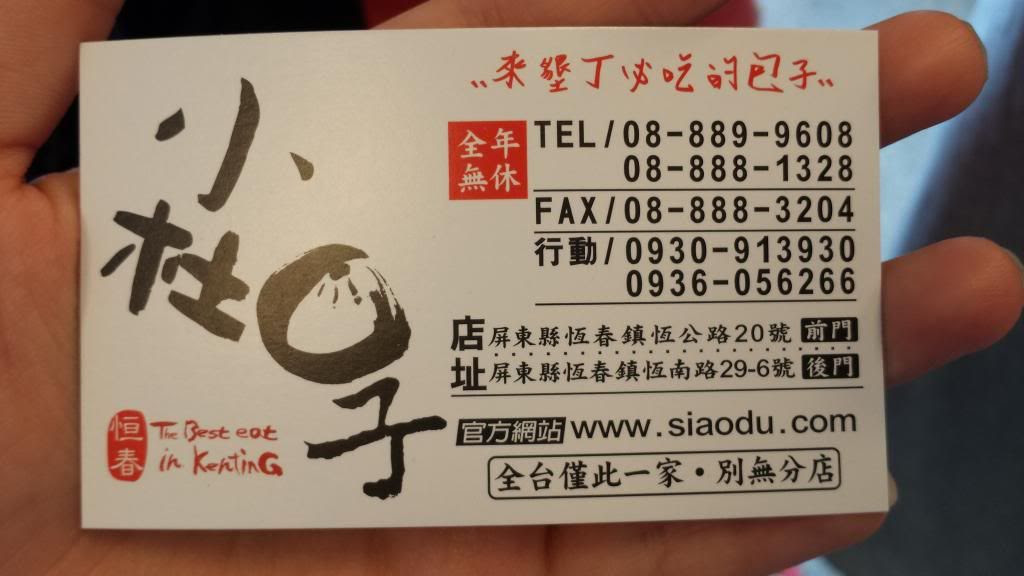 小杜包子
恒春
The Best eat
in KentinG
..來墾丁必吃的包子..
全年
無休
TEL/08-889-9608
08-888-1328
FAX/08-888-3204
行動/0930-913930
0936-056266
店址
屏東縣恆春鎮恆公路20號 前門
屏東縣恆春鎮恆南路29-6號 後門
官方網站 www.siaodu.com
全台僅此一家・別無分店